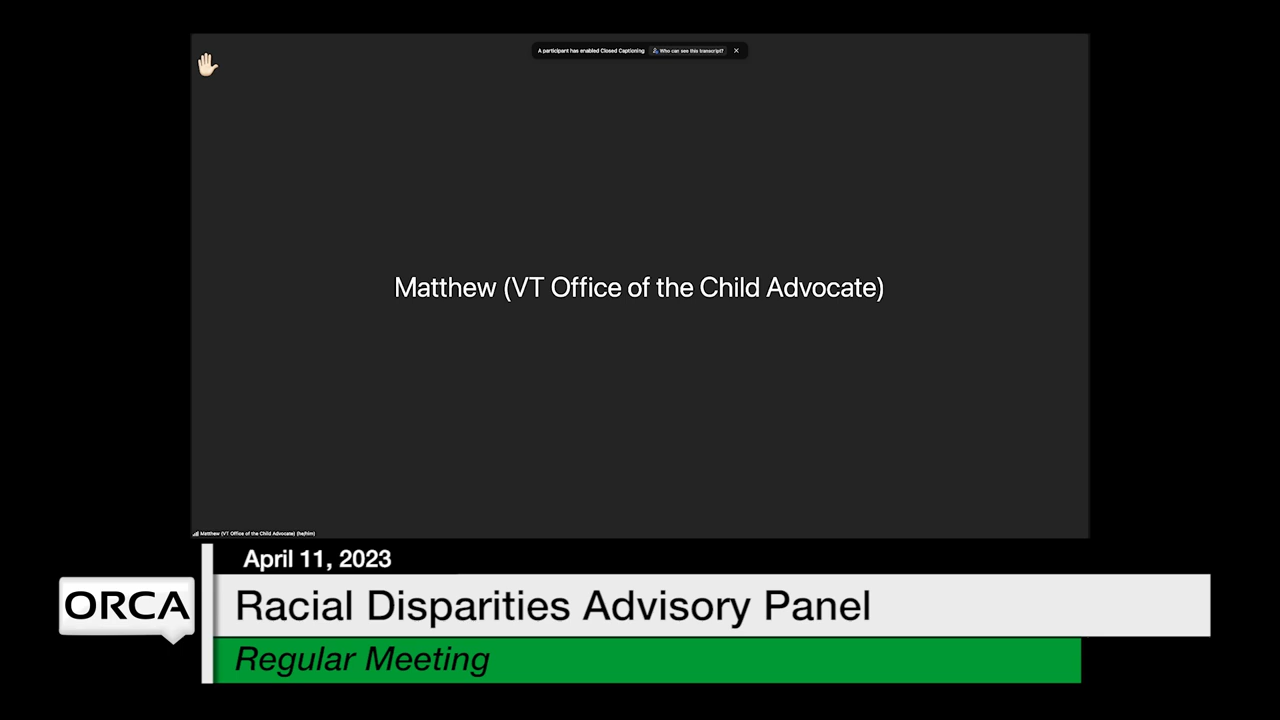 A participant has enabled Closed Captioning Who can see this transcript?
Matthew (VT Office of the Child Advocate)
Matthew (VT Office of the Child Advocate) (he/him)
April 11, 2023
ORCA
Racial Disparities Advisory Panel
Regular Meeting